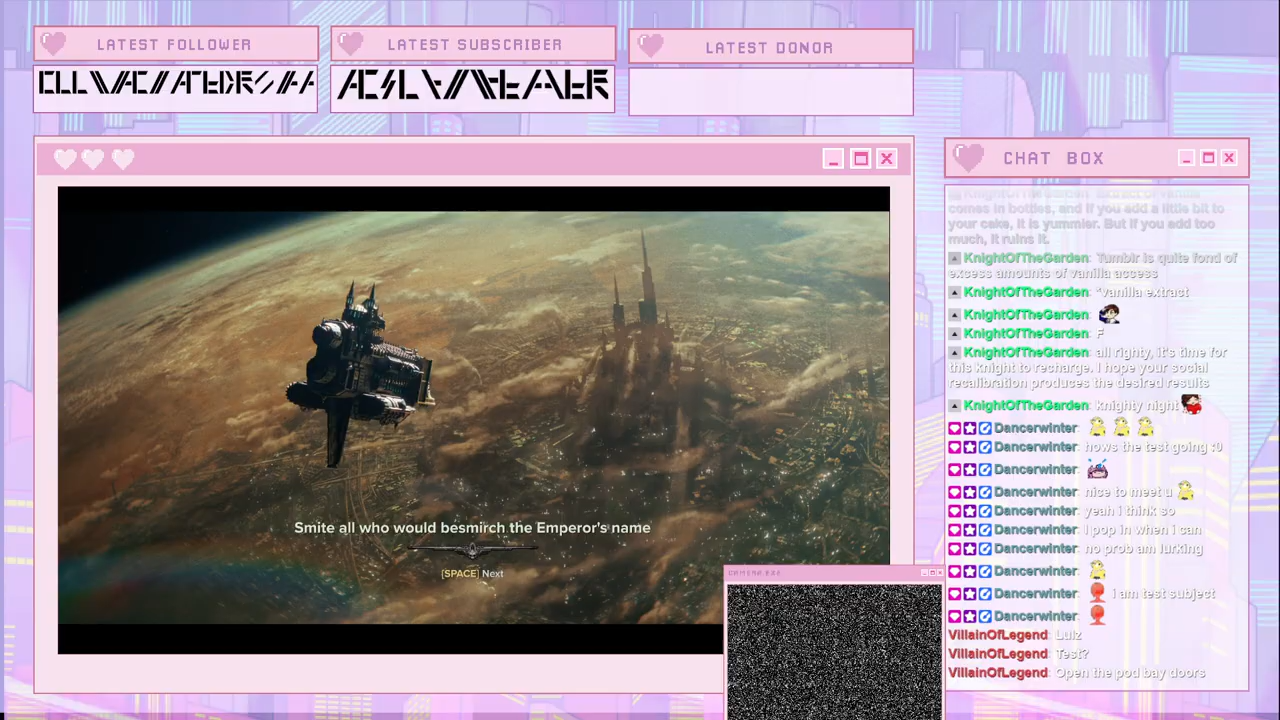 LATEST FOLLOWER
LATEST SUBSCRIBER
LATEST DONOR
CHAT BOX
KnightOfTheGarden: Extract of vanilla
comes in bottles, and if you add a little bit to
your cake, it is yummier. But if you add too
much, it ruins it.
KnightOfTheGarden: Tumblr is quite fond of
excess amounts of vanilla access
KnightOfTheGarden: *vanilla extract
KnightOfTheGarden:
KnightOfTheGarden: F
KnightOfTheGarden: all righty, it's time for
this knight to recharge. I hope your social
recalibration produces the desired results
KnightOfTheGarden: knighty night
Dancerwinter:
Dancerwinter: hows the test going :0
Dancerwinter:
Dancerwinter: nice to meet u
Dancerwinter: yeah i think so
Dancerwinter: I pop in when i can
Dancerwinter: no prob am lurking
Dancerwinter:
Dancerwinter: i am test subject
Dancerwinter:
VillainOfLegend: Lulz
VillainOfLegend: Test?
VillainOfLegend: Open the pod bay doors
Smite all who would besmirch the Emperor's name
[SPACE] Next